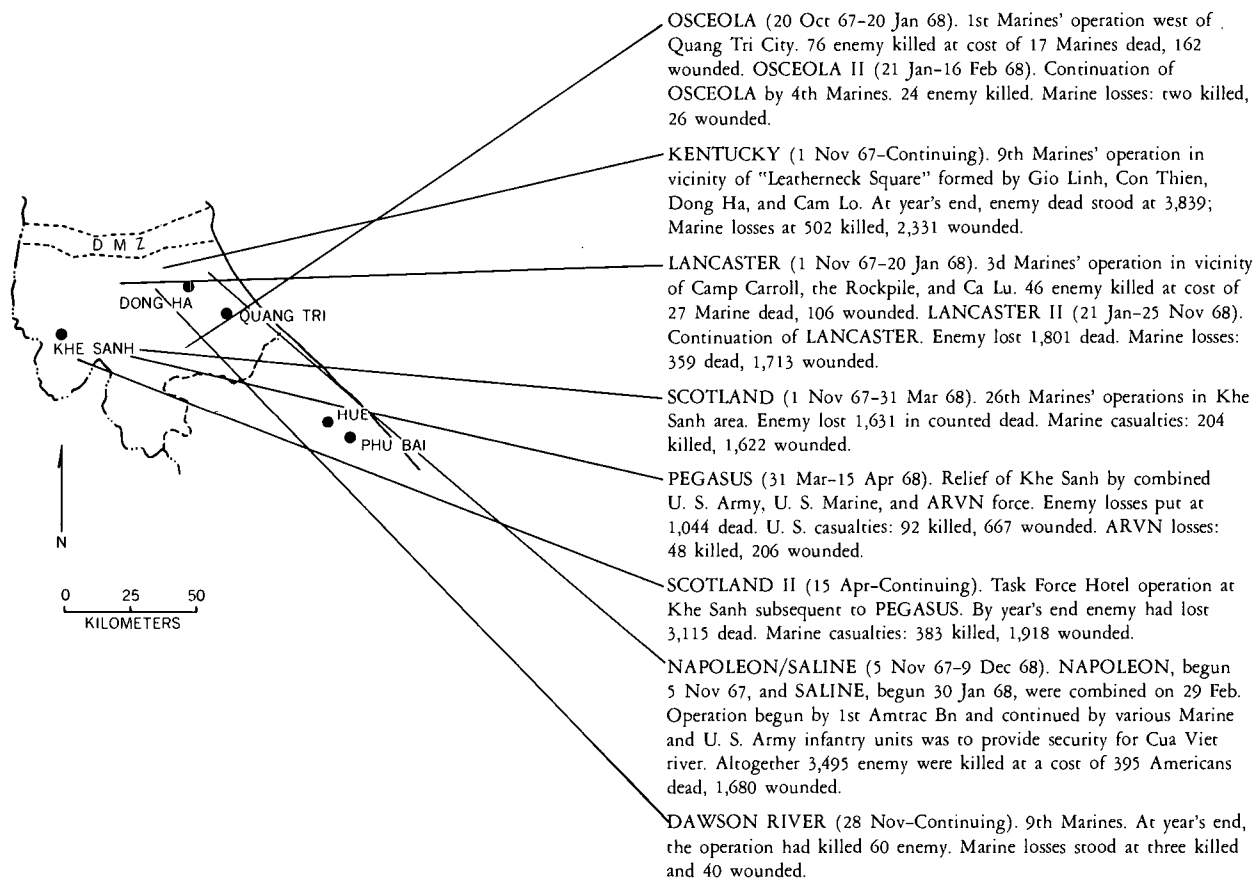 OSCEOLA (20 Oct 67–20 Jan 68). 1st Marines' operation west of
Quang Tri City. 76 enemy killed at cost of 17 Marines dead, 162
wounded. OSCEOLA II (21 Jan–16 Feb 68). Continuation of
OSCEOLA by 4th Marines. 24 enemy killed. Marine losses: two killed,
26 wounded.
KENTUCKY (1 Nov 67–Continuing). 9th Marines' operation in
vicinity of "Leatherneck Square" formed by Gio Linh, Con Thien,
Dong Ha, and Cam Lo. At year's end, enemy dead stood at 3,839;
Marine losses at 502 killed, 2,331 wounded.
LANCASTER (1 Nov 67–20 Jan 68). 3d Marines' operation in vicinity
of Camp Carroll, the Rockpile, and Ca Lu. 46 enemy killed at cost of
27 Marine dead, 106 wounded. LANCASTER II (21 Jan–25 Nov 68).
Continuation of LANCASTER. Enemy lost 1,801 dead. Marine losses:
359 dead, 1,713 wounded.
SCOTLAND (1 Nov 67–31 Mar 68). 26th Marines' operations in Khe
Sanh area. Enemy lost 1,631 in counted dead. Marine casualties: 204
killed, 1,622 wounded.
PEGASUS (31 Mar–15 Apr 68). Relief of Khe Sanh by combined
U. S. Army, U. S. Marine, and ARVN force. Enemy losses put at
1,044 dead. U. S. casualties: 92 killed, 667 wounded. ARVN losses:
48 killed, 206 wounded.
SCOTLAND II (15 Apr–Continuing). Task Force Hotel operation at
Khe Sanh subsequent to PEGASUS. By year's end enemy had lost
3,115 dead. Marine casualties: 383 killed, 1,918 wounded.
NAPOLEON/SALINE (5 Nov 67–9 Dec 68). NAPOLEON, begun
5 Nov 67, and SALINE, begun 30 Jan 68, were combined on 29 Feb.
Operation begun by 1st Amtrac Bn and continued by various Marine
and U. S. Army infantry units was to provide security for Cua Viet
river. Altogether 3,495 enemy were killed at a cost of 395 Americans
dead, 1,680 wounded.
DAWSON RIVER (28 Nov–Continuing). 9th Marines. At year's end,
the operation had killed 60 enemy. Marine losses stood at three killed
and 40 wounded.
DMZ
DONG HA
QUANG TRI
KHE SANH
HUE
PHU BAI
N
0 25 50
KILOMETERS